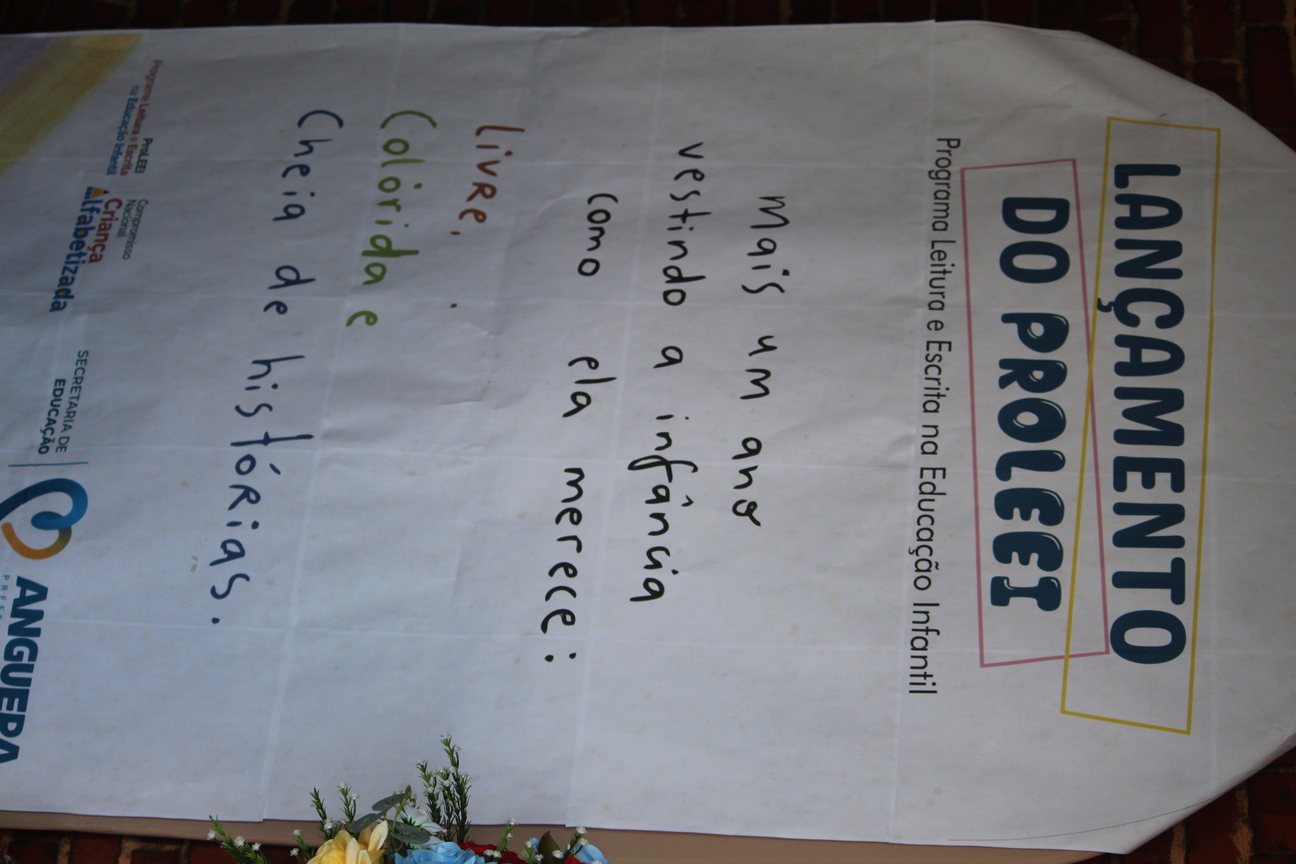 LANÇAMENTO
DO PROLEEI
Programa Leitura e Escrita na Educação Infantil
Mais um ano
vestindo a infância
como ela merece:
Livre,
Colorida e
Cheia de histórias.
ProLEEI
Programa Leitura e Escrita
na Educação Infantil
Compromisso
Nacional
Criança
Alfabetizada
SECRETARIA DE
EDUCAÇÃO
ANGUERA